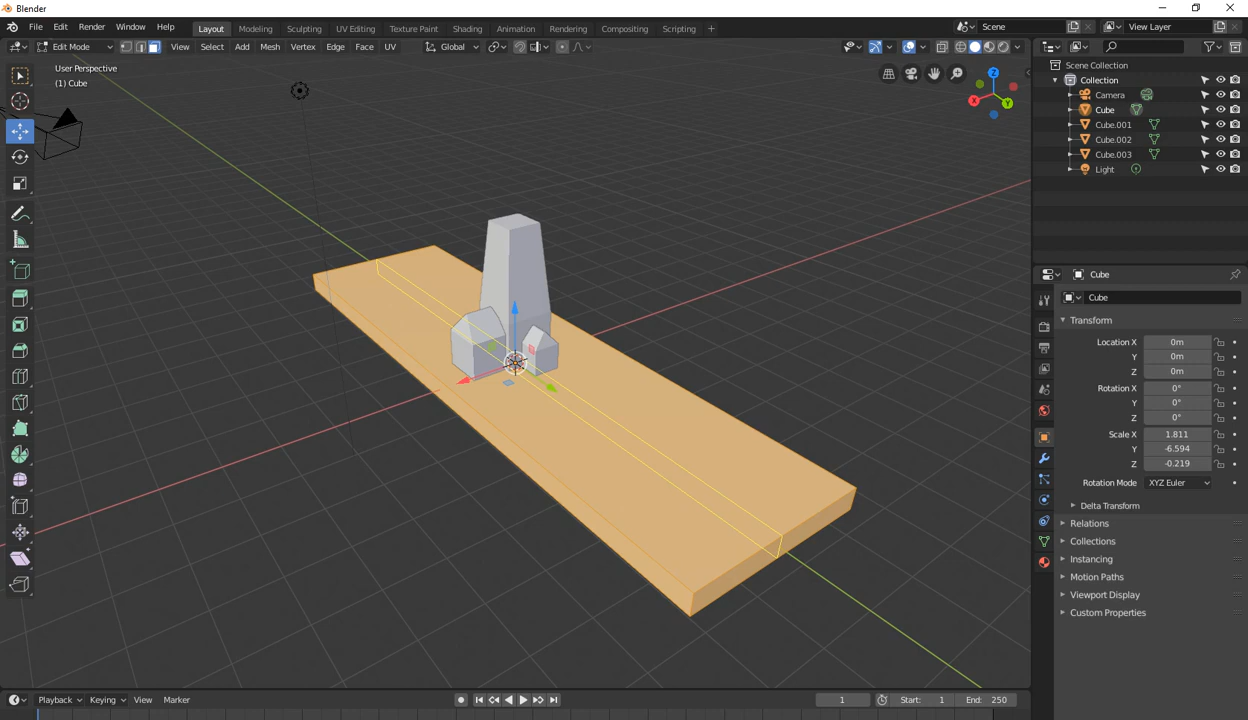 Blender
File Edit Render Window Help Layout Modeling Sculpting UV Editing Texture Paint Shading Animation Rendering Compositing Scripting + Scene View Layer
Edit Mode View Select Add Mesh Vertex Edge Face UV Global
User Perspective
(1) Cube
X
Y
Z
Scene Collection
Collection
Camera
Cube
Cube.001
Cube.002
Cube.003
Light
Cube
Cube
Transform
Location X 0m
Y 0m
Z 0m
Rotation X 0°
Y 0°
Z 0°
Scale X 1.811
Y -6.594
Z -0.219
Rotation Mode XYZ Euler
Delta Transform
Relations
Collections
Instancing
Motion Paths
Viewport Display
Custom Properties
Playback Keying View Marker 1 Start: 1 End: 250